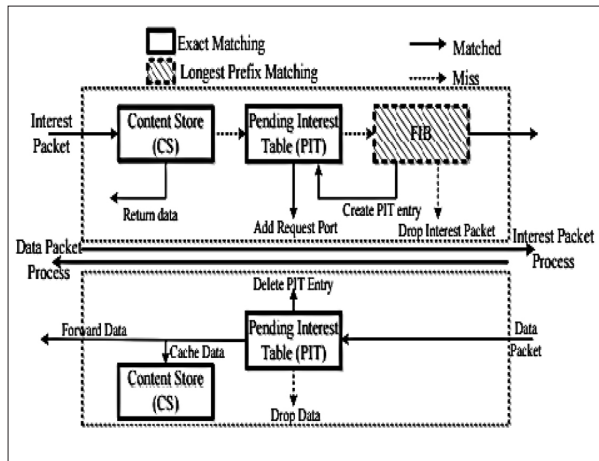 Exact Matching
Matched
Longest Prefix Matching
Miss
Interest
Packet
Content Store
(CS)
Pending Interest
Table (PIT)
FIB
Return data
Create PIT entry
Add Request Port
Drop Interest Packet
Data Packet
Interest Packet
Process
Process
Delete PIT Entry
Forward Data
Pending Interest
Table (PIT)
Data
Packet
Cache Data
Content Store
(CS)
Drop Data